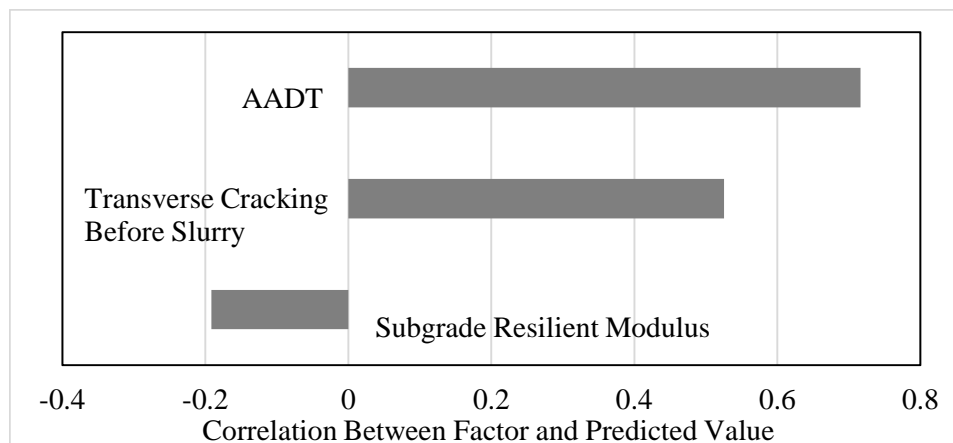 AADT
Transverse Cracking
Before Slurry
Subgrade Resilient Modulus
-0.4 -0.2 0 0.2 0.4 0.6 0.8
Correlation Between Factor and Predicted Value